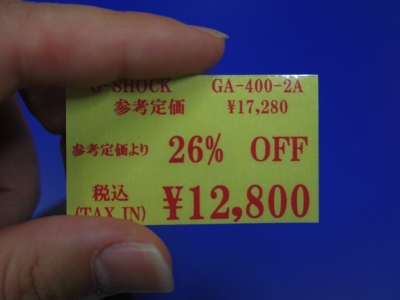 G-SHOCK GA-400-2A
参考定価 ¥17,280
参考定価より 26% OFF
税込
(TAX IN) ¥12,800